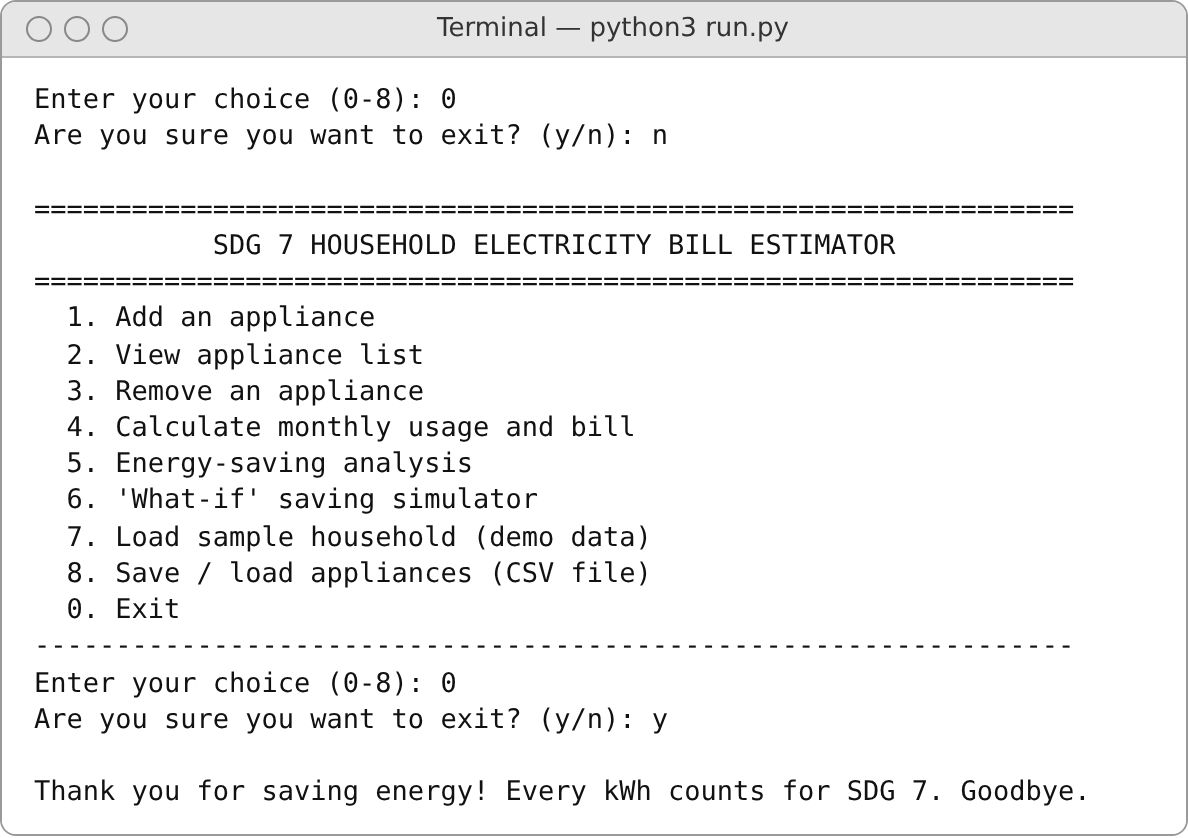 Terminal — python3 run.py
Enter your choice (0-8): 0
Are you sure you want to exit? (y/n): n
================================================================
           SDG 7 HOUSEHOLD ELECTRICITY BILL ESTIMATOR
================================================================
  1. Add an appliance
  2. View appliance list
  3. Remove an appliance
  4. Calculate monthly usage and bill
  5. Energy-saving analysis
  6. 'What-if' saving simulator
  7. Load sample household (demo data)
  8. Save / load appliances (CSV file)
  0. Exit
----------------------------------------------------------------
Enter your choice (0-8): 0
Are you sure you want to exit? (y/n): y
Thank you for saving energy! Every kWh counts for SDG 7. Goodbye.